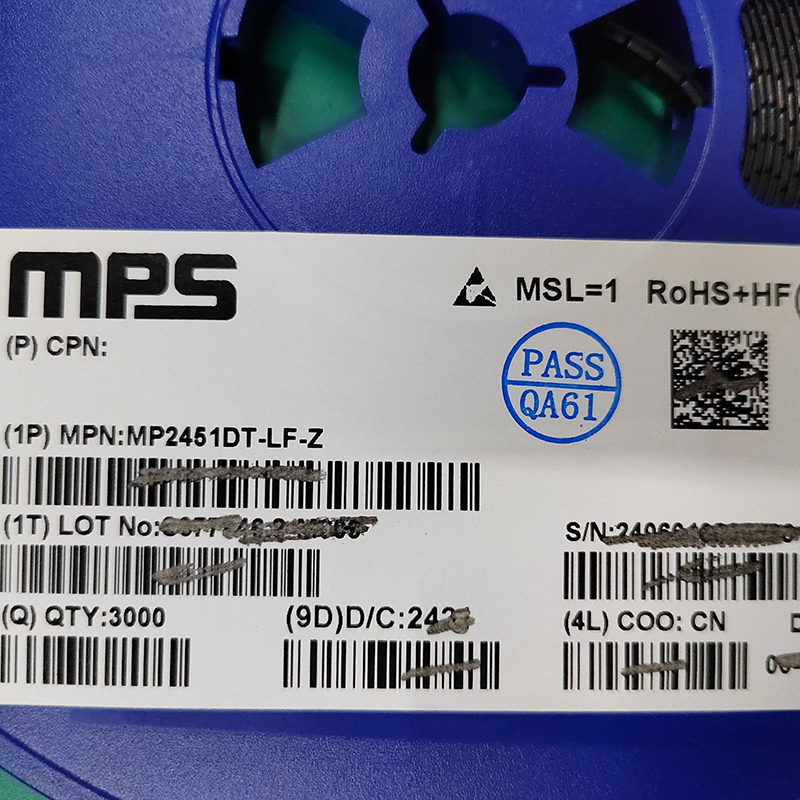 MPS
MSL=1 RoHS+HF
(P) CPN:
PASS
QA61
(1P) MPN:MP2451DT-LF-Z
(1T) LOT No:
S/N:
(Q) QTY:3000
(9D)D/C:24
(4L) COO: CN